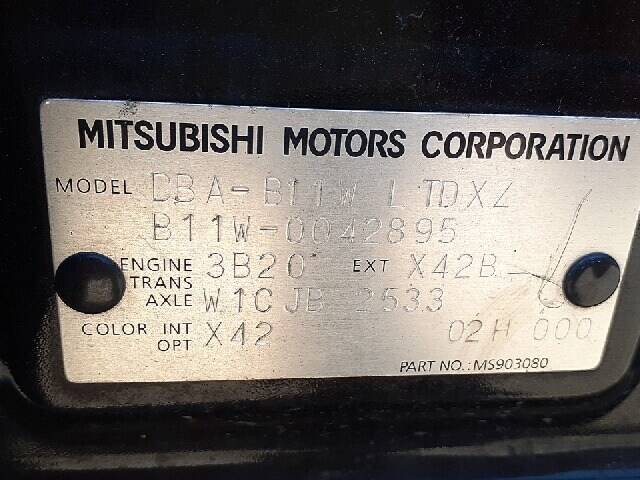 MITSUBISHI MOTORS CORPORATION
MODEL DBA-B11W LTDXZ
B11W-0042895
ENGINE 3B20 EXT X42B
TRANS
AXLE W1CJB 2533
COLOR INT X42 02H 000
OPT
PART NO.: MS903080